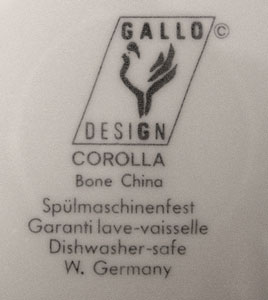 GALLO ©
DESIGN
COROLLA
Bone China
Spülmaschinenfest
Garanti lave-vaisselle
Dishwasher-safe
W. Germany